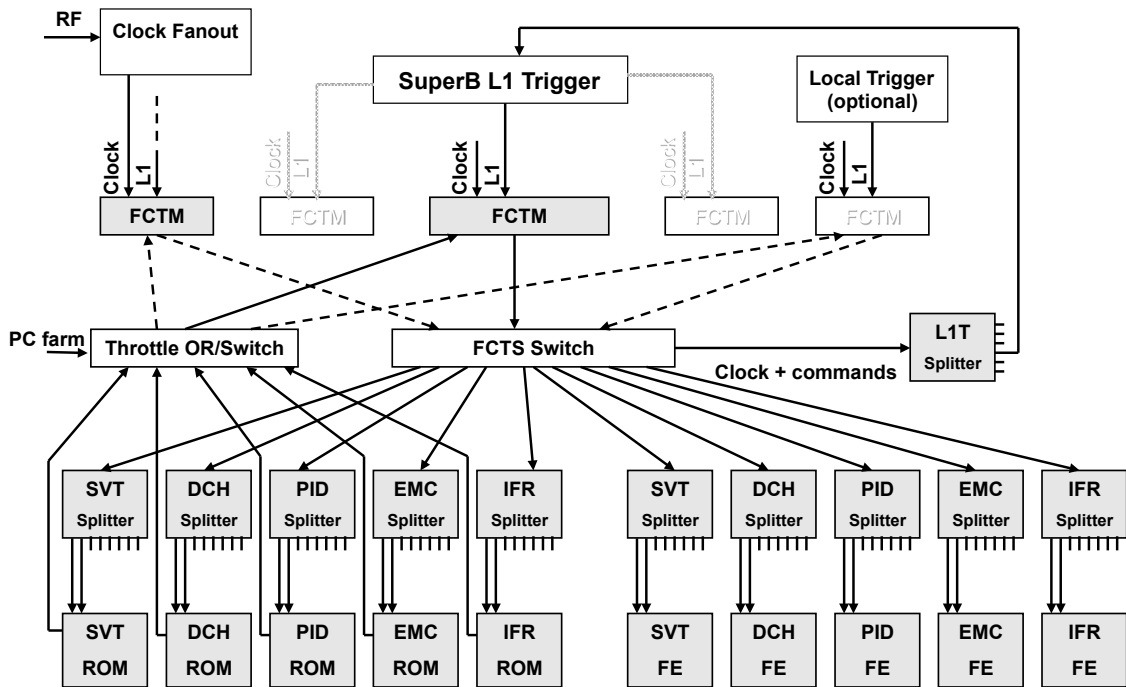 RF
Clock Fanout
SuperB L1 Trigger
Local Trigger
(optional)
Clock
L1
Clock
L1
Clock
L1
Clock
L1
Clock
L1
FCTM
FCTM
FCTM
FCTM
FCTM
PC farm
Throttle OR/Switch
FCTS Switch
Clock + commands
L1T
Splitter
SVT
Splitter
DCH
Splitter
PID
Splitter
EMC
Splitter
IFR
Splitter
SVT
Splitter
DCH
Splitter
PID
Splitter
EMC
Splitter
IFR
Splitter
SVT
ROM
DCH
ROM
PID
ROM
EMC
ROM
IFR
ROM
SVT
FE
DCH
FE
PID
FE
EMC
FE
IFR
FE